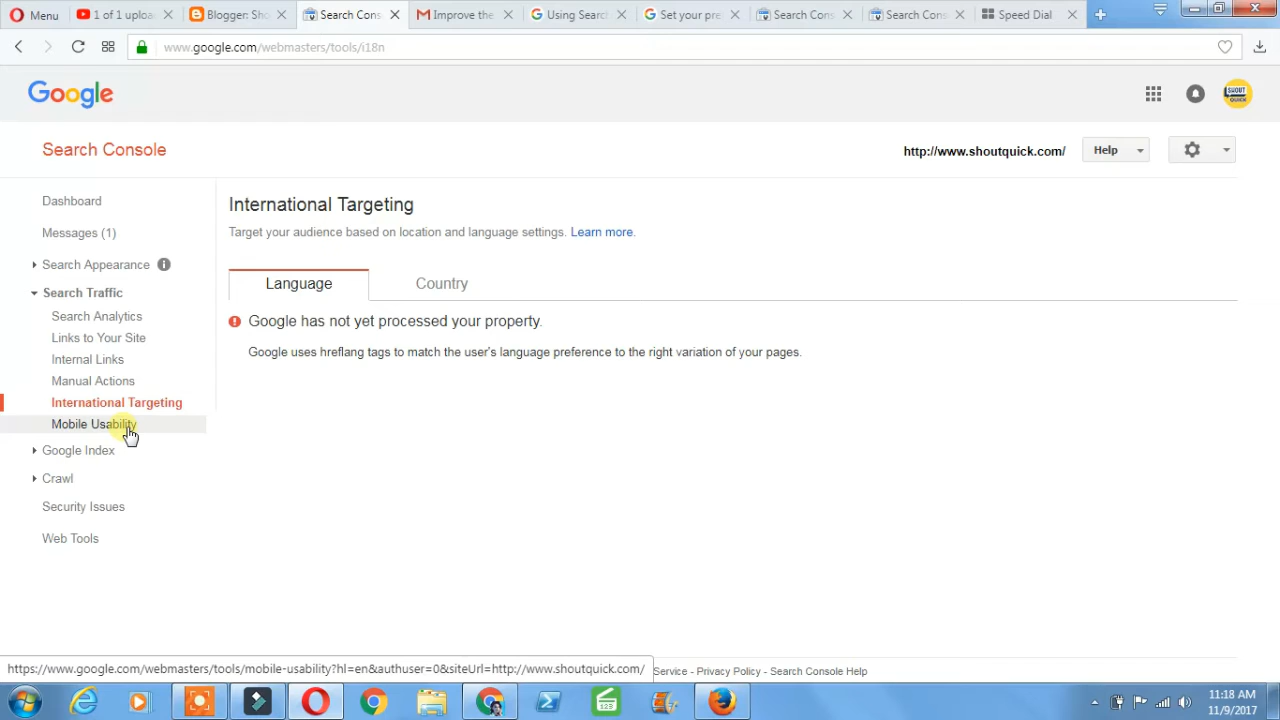 Menu
1 of 1 uploa
Blogger: Sho
Search Cons
Improve the
Using Searc
Set your pre
Search Cons
Search Cons
Speed Dial
www.google.com/webmasters/tools/i18n
Google
SHOUT
QUICK
Search Console
http://www.shoutquick.com/
Help
Dashboard
Messages (1)
Search Appearance
Search Traffic
Search Analytics
Links to Your Site
Internal Links
Manual Actions
International Targeting
Mobile Usability
Google Index
Crawl
Security Issues
Web Tools
International Targeting
Target your audience based on location and language settings. Learn more.
Language
Country
Google has not yet processed your property.
Google uses hreflang tags to match the user's language preference to the right variation of your pages.
https://www.google.com/webmasters/tools/mobile-usability?hl=en&authuser=0&siteUrl=http://www.shoutquick.com/
Service - Privacy Policy - Search Console Help
123
11:18 AM
11/9/2017